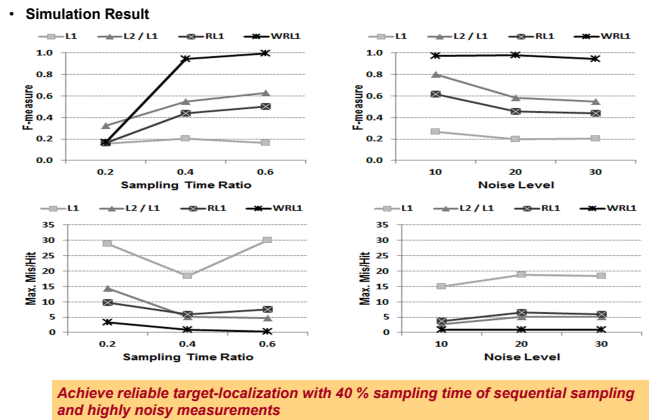 • Simulation Result
L1 L2 / L1 RL1 WRL1
F-measure
1.0
0.8
0.6
0.4
0.2
0.0
0.2 0.4 0.6
Sampling Time Ratio
L1 L2 / L1 RL1 WRL1
F-measure
1.0
0.8
0.6
0.4
0.2
0.0
10 20 30
Noise Level
L1 L2 / L1 RL1 WRL1
Max. Mis/Hit
35
30
25
20
15
10
5
0
0.2 0.4 0.6
Sampling Time Ratio
L1 L2 / L1 RL1 WRL1
Max. Mis/Hit
35
30
25
20
15
10
5
0
10 20 30
Noise Level
Achieve reliable target-localization with 40 % sampling time of sequential sampling
and highly noisy measurements